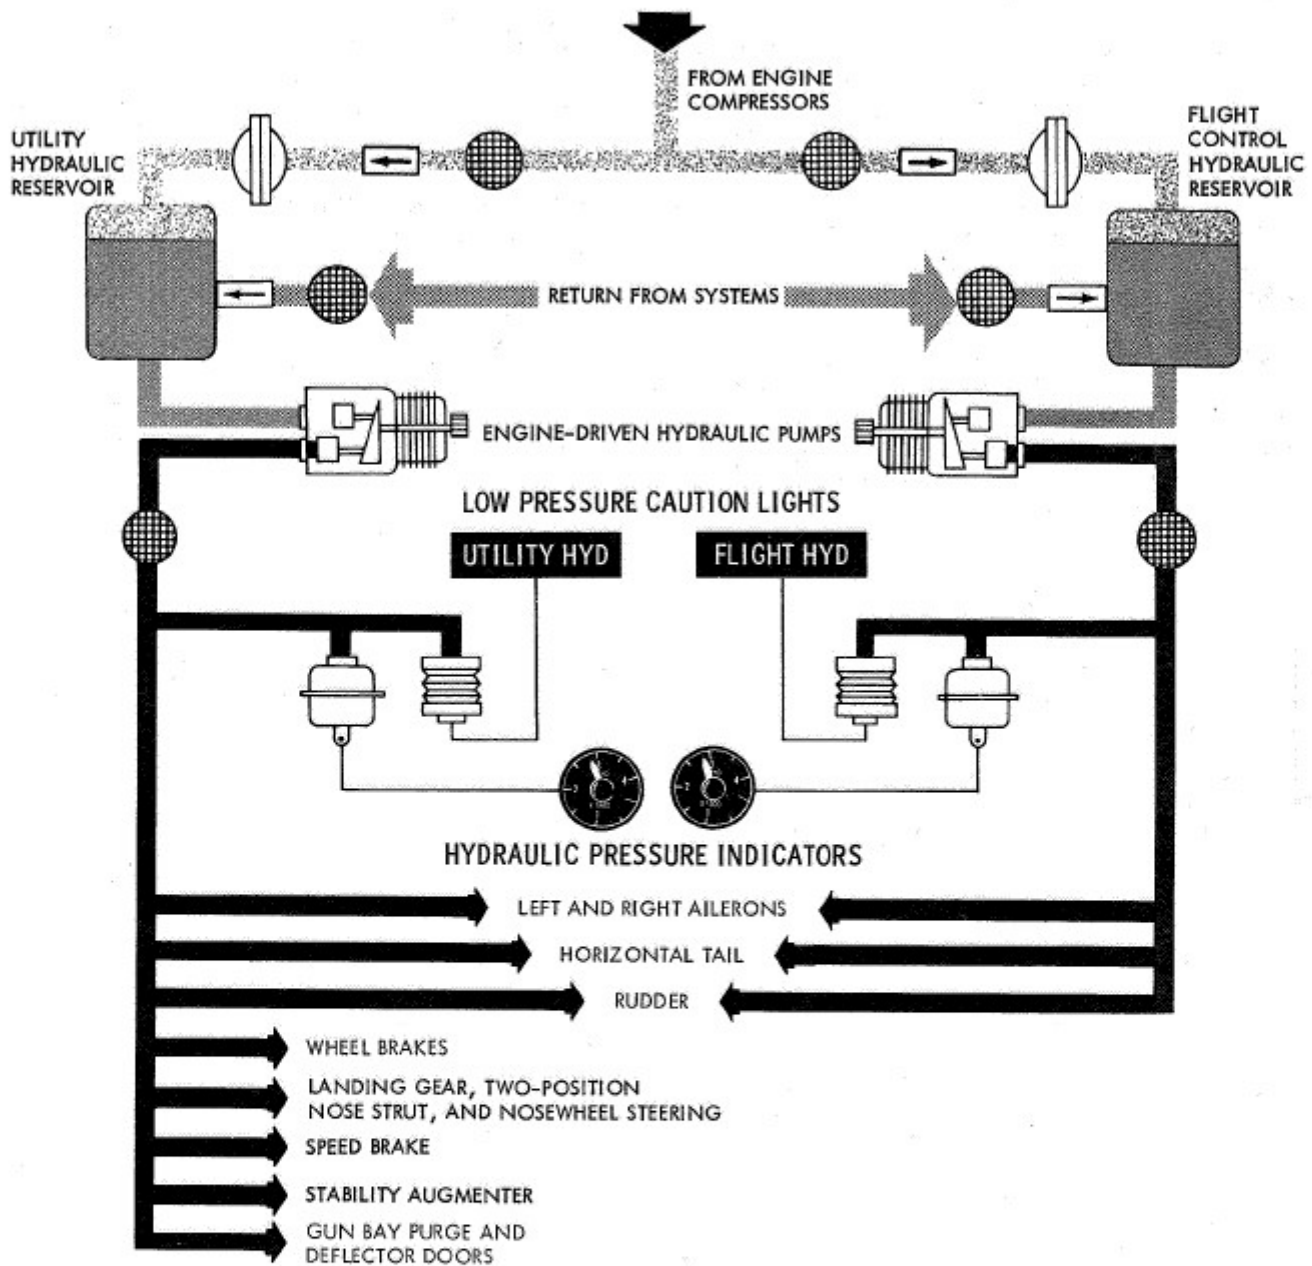 FROM ENGINE
COMPRESSORS
UTILITY
HYDRAULIC
RESERVOIR
FLIGHT
CONTROL
HYDRAULIC
RESERVOIR
RETURN FROM SYSTEMS
ENGINE-DRIVEN HYDRAULIC PUMPS
LOW PRESSURE CAUTION LIGHTS
UTILITY HYD
FLIGHT HYD
HYDRAULIC PRESSURE INDICATORS
LEFT AND RIGHT AILERONS
HORIZONTAL TAIL
RUDDER
WHEEL BRAKES
LANDING GEAR, TWO-POSITION
NOSE STRUT, AND NOSEWHEEL STEERING
SPEED BRAKE
STABILITY AUGMENTER
GUN BAY PURGE AND
DEFLECTOR DOORS